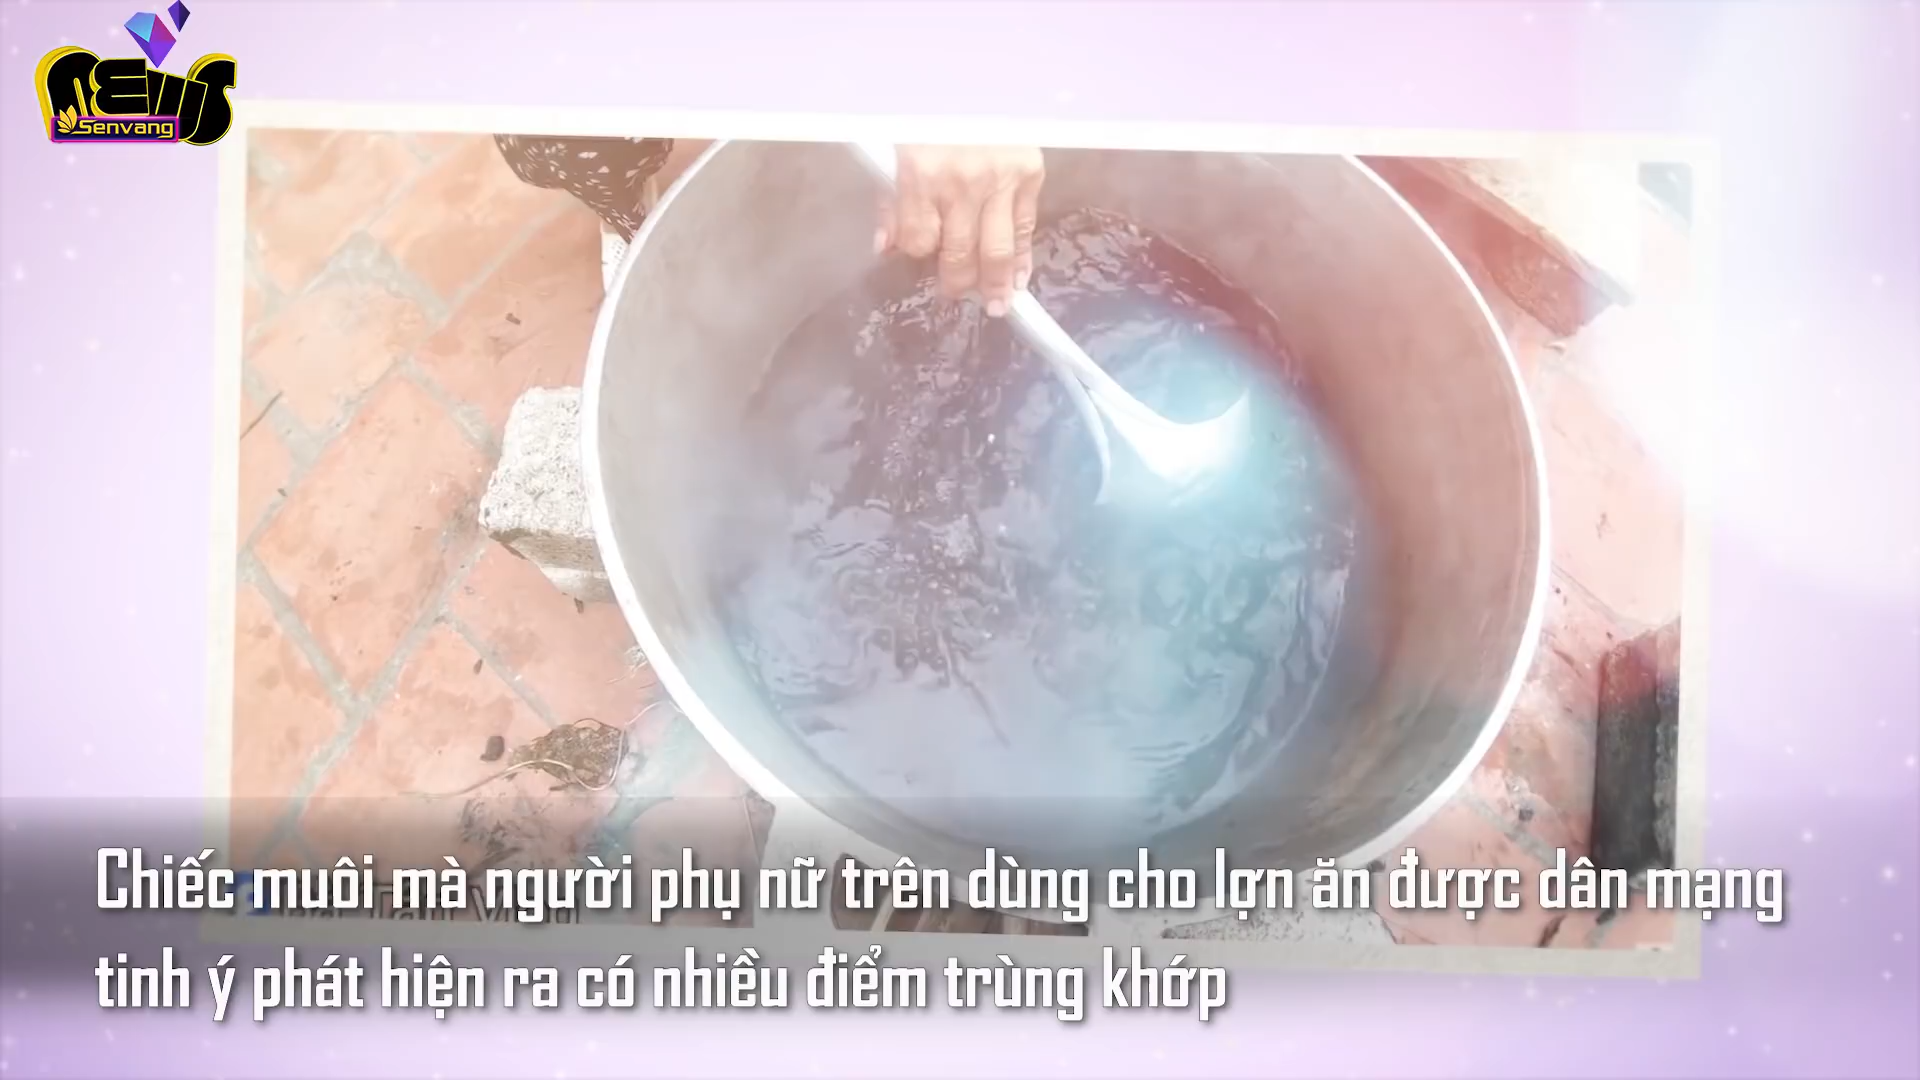 NEWS
Senvang
Chiếc muôi mà người phụ nữ trên dùng cho lợn ăn được dân mạng
tinh ý phát hiện ra có nhiều điểm trùng khớp